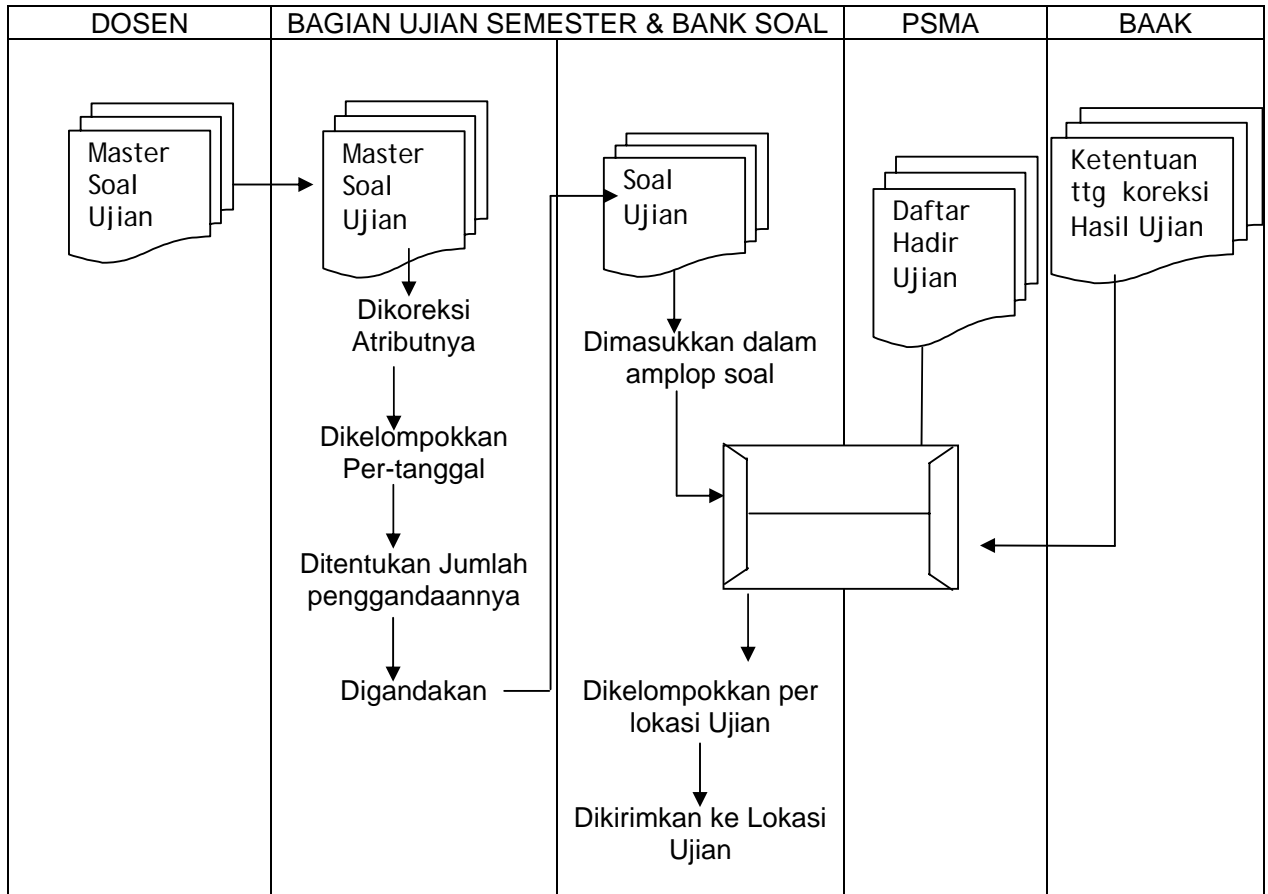 DOSEN
BAGIAN UJIAN SEMESTER & BANK SOAL
PSMA
BAAK
Master
Soal
Ujian
Master
Soal
Ujian
Dikoreksi
Atributnya
Dikelompokkan
Per-tanggal
Ditentukan Jumlah
penggandaannya
Digandakan
Soal
Ujian
Dimasukkan dalam
amplop soal
Dikelompokkan per
lokasi Ujian
Dikirimkan ke Lokasi
Ujian
Daftar
Hadir
Ujian
Ketentuan
ttg koreksi
Hasil Ujian